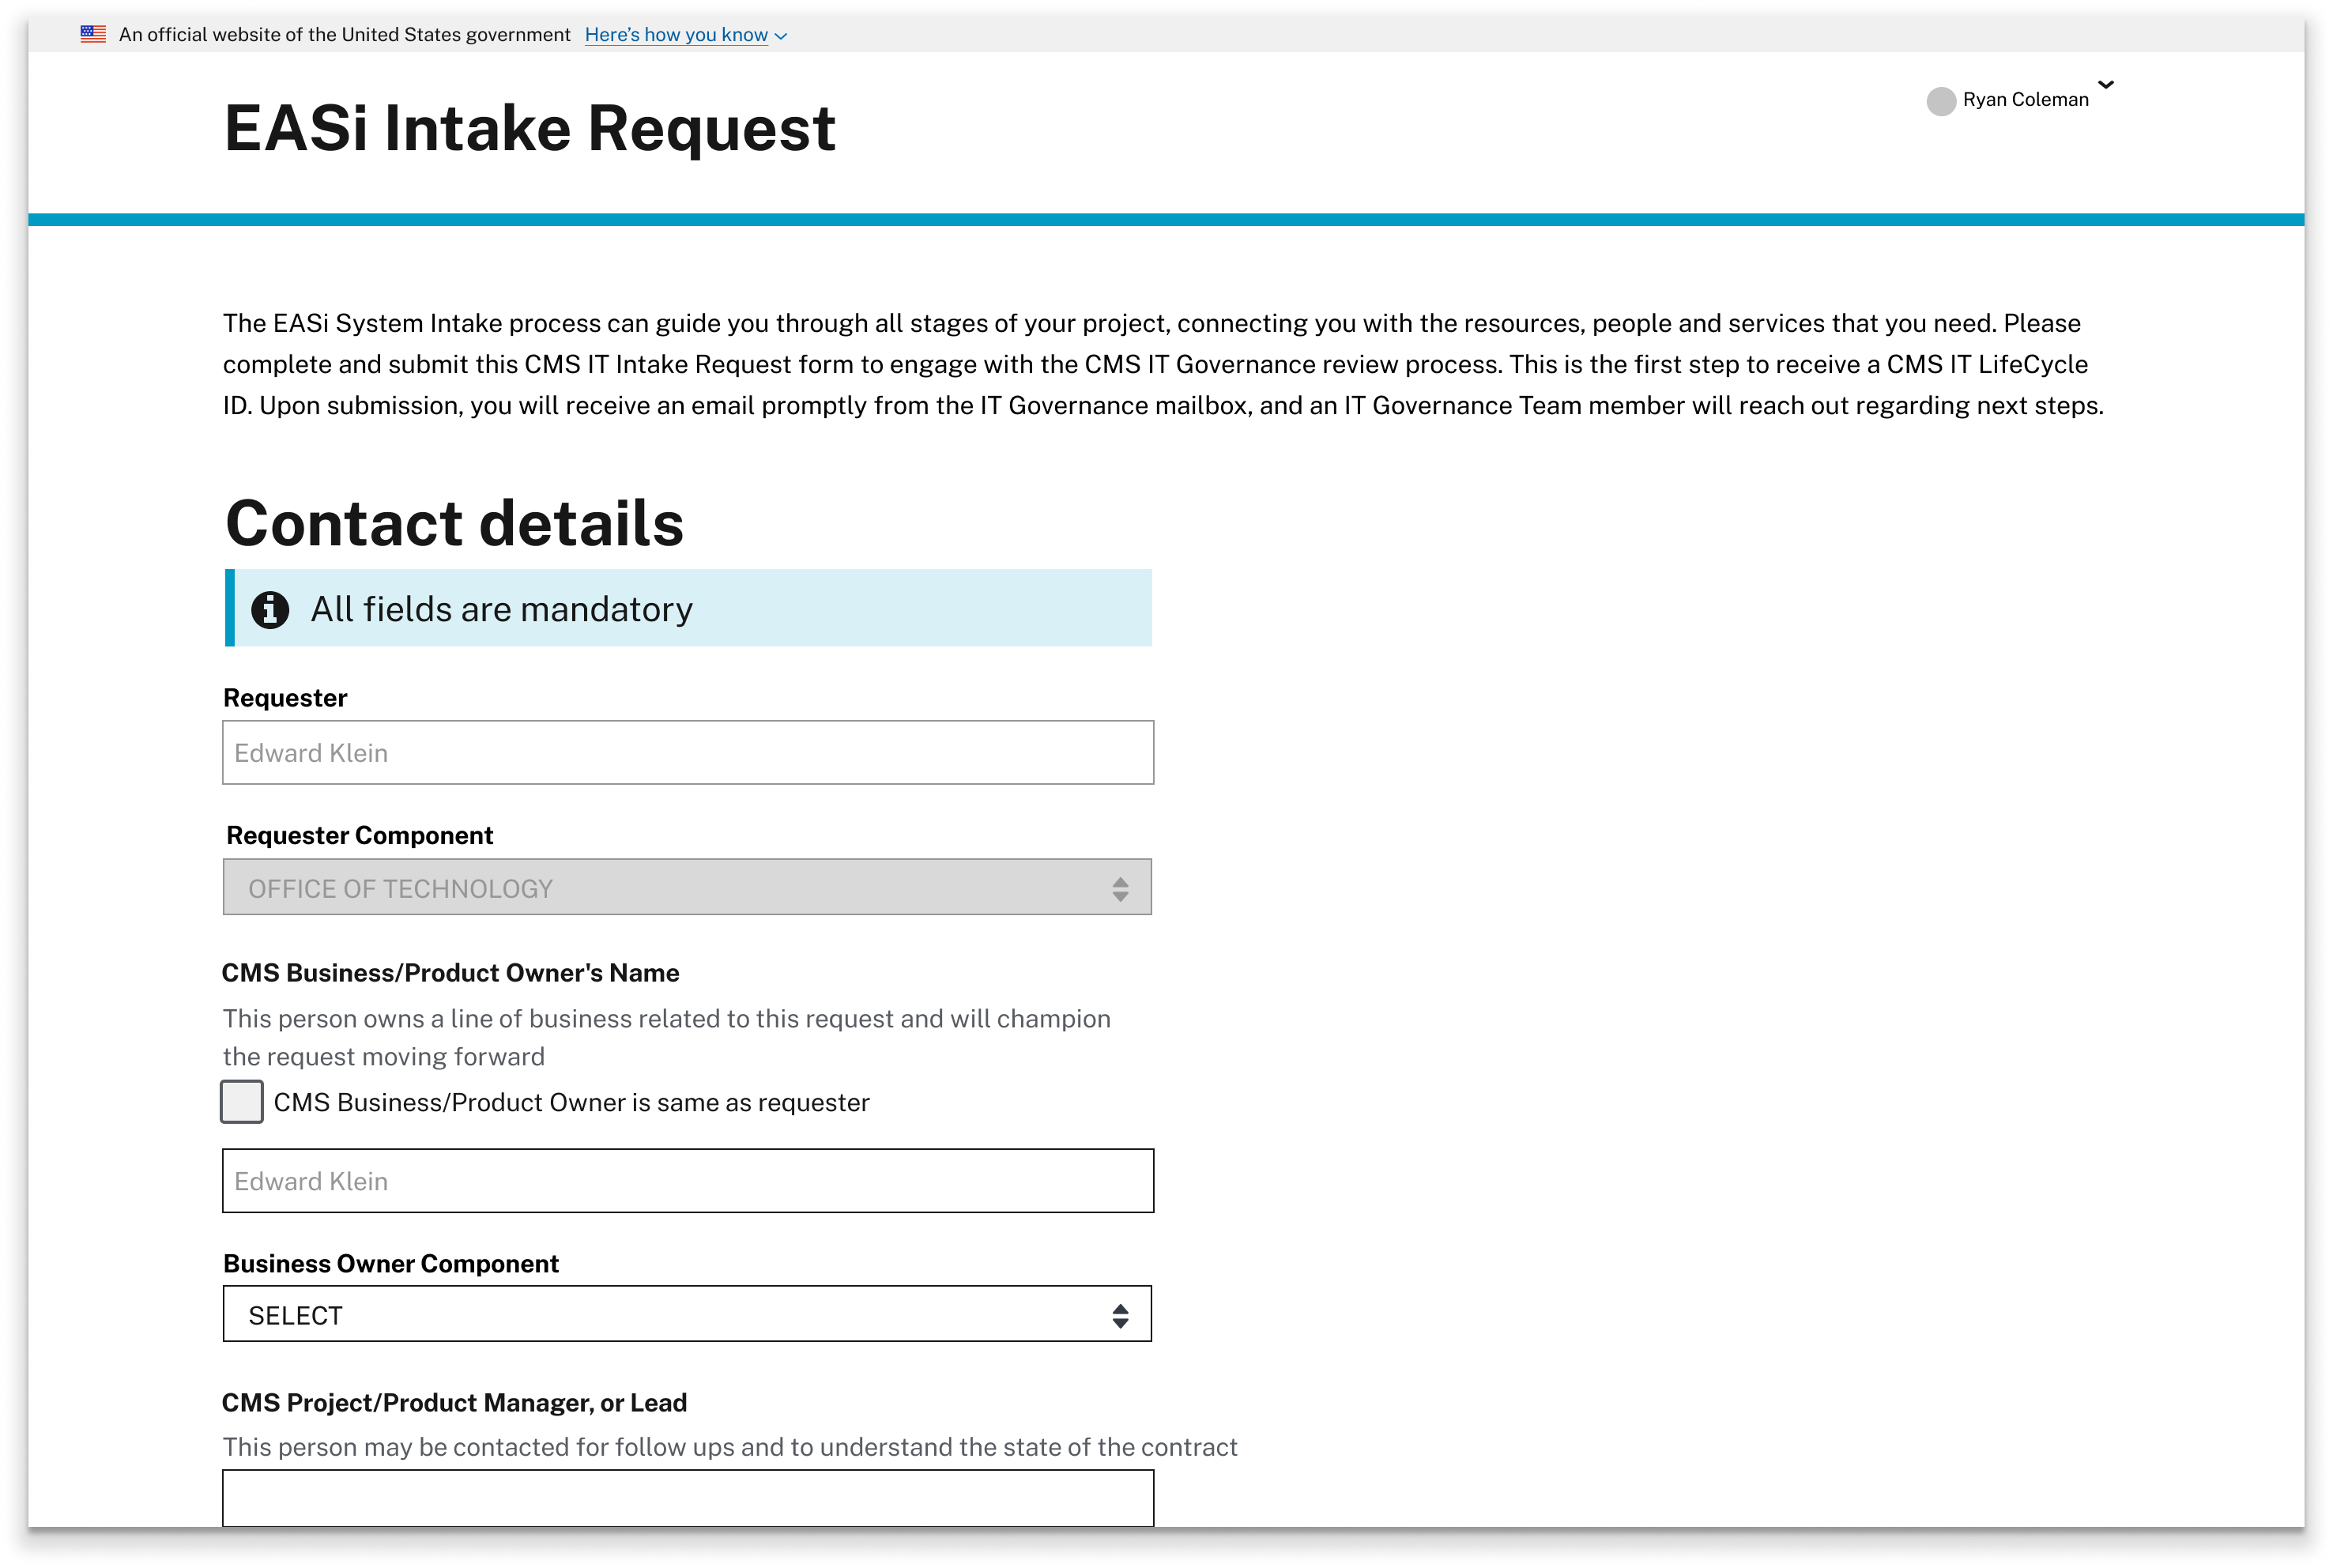 An official website of the United States government Here's how you know
Ryan Coleman
EASi Intake Request
The EASi System Intake process can guide you through all stages of your project, connecting you with the resources, people and services that you need. Please
complete and submit this CMS IT Intake Request form to engage with the CMS IT Governance review process. This is the first step to receive a CMS IT LifeCycle
ID. Upon submission, you will receive an email promptly from the IT Governance mailbox, and an IT Governance Team member will reach out regarding next steps.
Contact details
All fields are mandatory
Requester
Edward Klein
Requester Component
OFFICE OF TECHNOLOGY
CMS Business/Product Owner's Name
This person owns a line of business related to this request and will champion
the request moving forward
CMS Business/Product Owner is same as requester
Edward Klein
Business Owner Component
SELECT
CMS Project/Product Manager, or Lead
This person may be contacted for follow ups and to understand the state of the contract